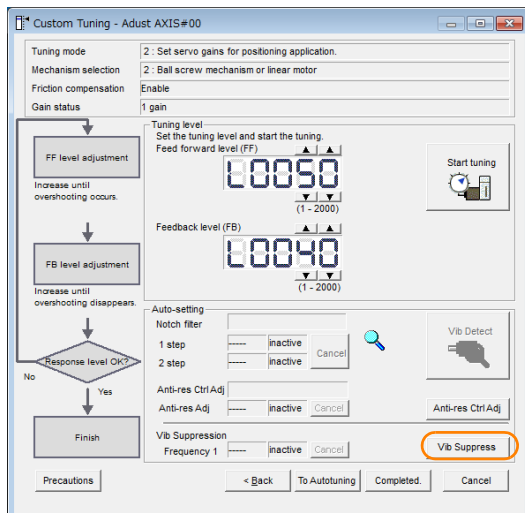 Custom Tuning - Adust AXIS#00
Tuning mode 2 : Set servo gains for positioning application.
Mechanism selection 2 : Ball screw mechanism or linear motor
Friction compensation Enable
Gain status 1 gain
FF level adjustment
Increase until
overshooting occurs.
FB level adjustment
Increase until
overshooting disappears.
Response level OK?
No
Yes
Finish
Tuning level
Set the tuning level and start the tuning.
Feed forward level (FF)
L0050
(1 - 2000)
Feedback level (FB)
L0040
(1 - 2000)
Start tuning
Auto-setting
Notch filter
1 step ----- inactive
2 step ----- inactive
Cancel
Vib Detect
Anti-res Ctrl Adj
Anti-res Adj ----- inactive Cancel
Anti-res Ctrl Adj
Vib Suppression
Frequency 1 ----- inactive Cancel
Vib Suppress
Precautions
< Back
To Autotuning
Completed.
Cancel